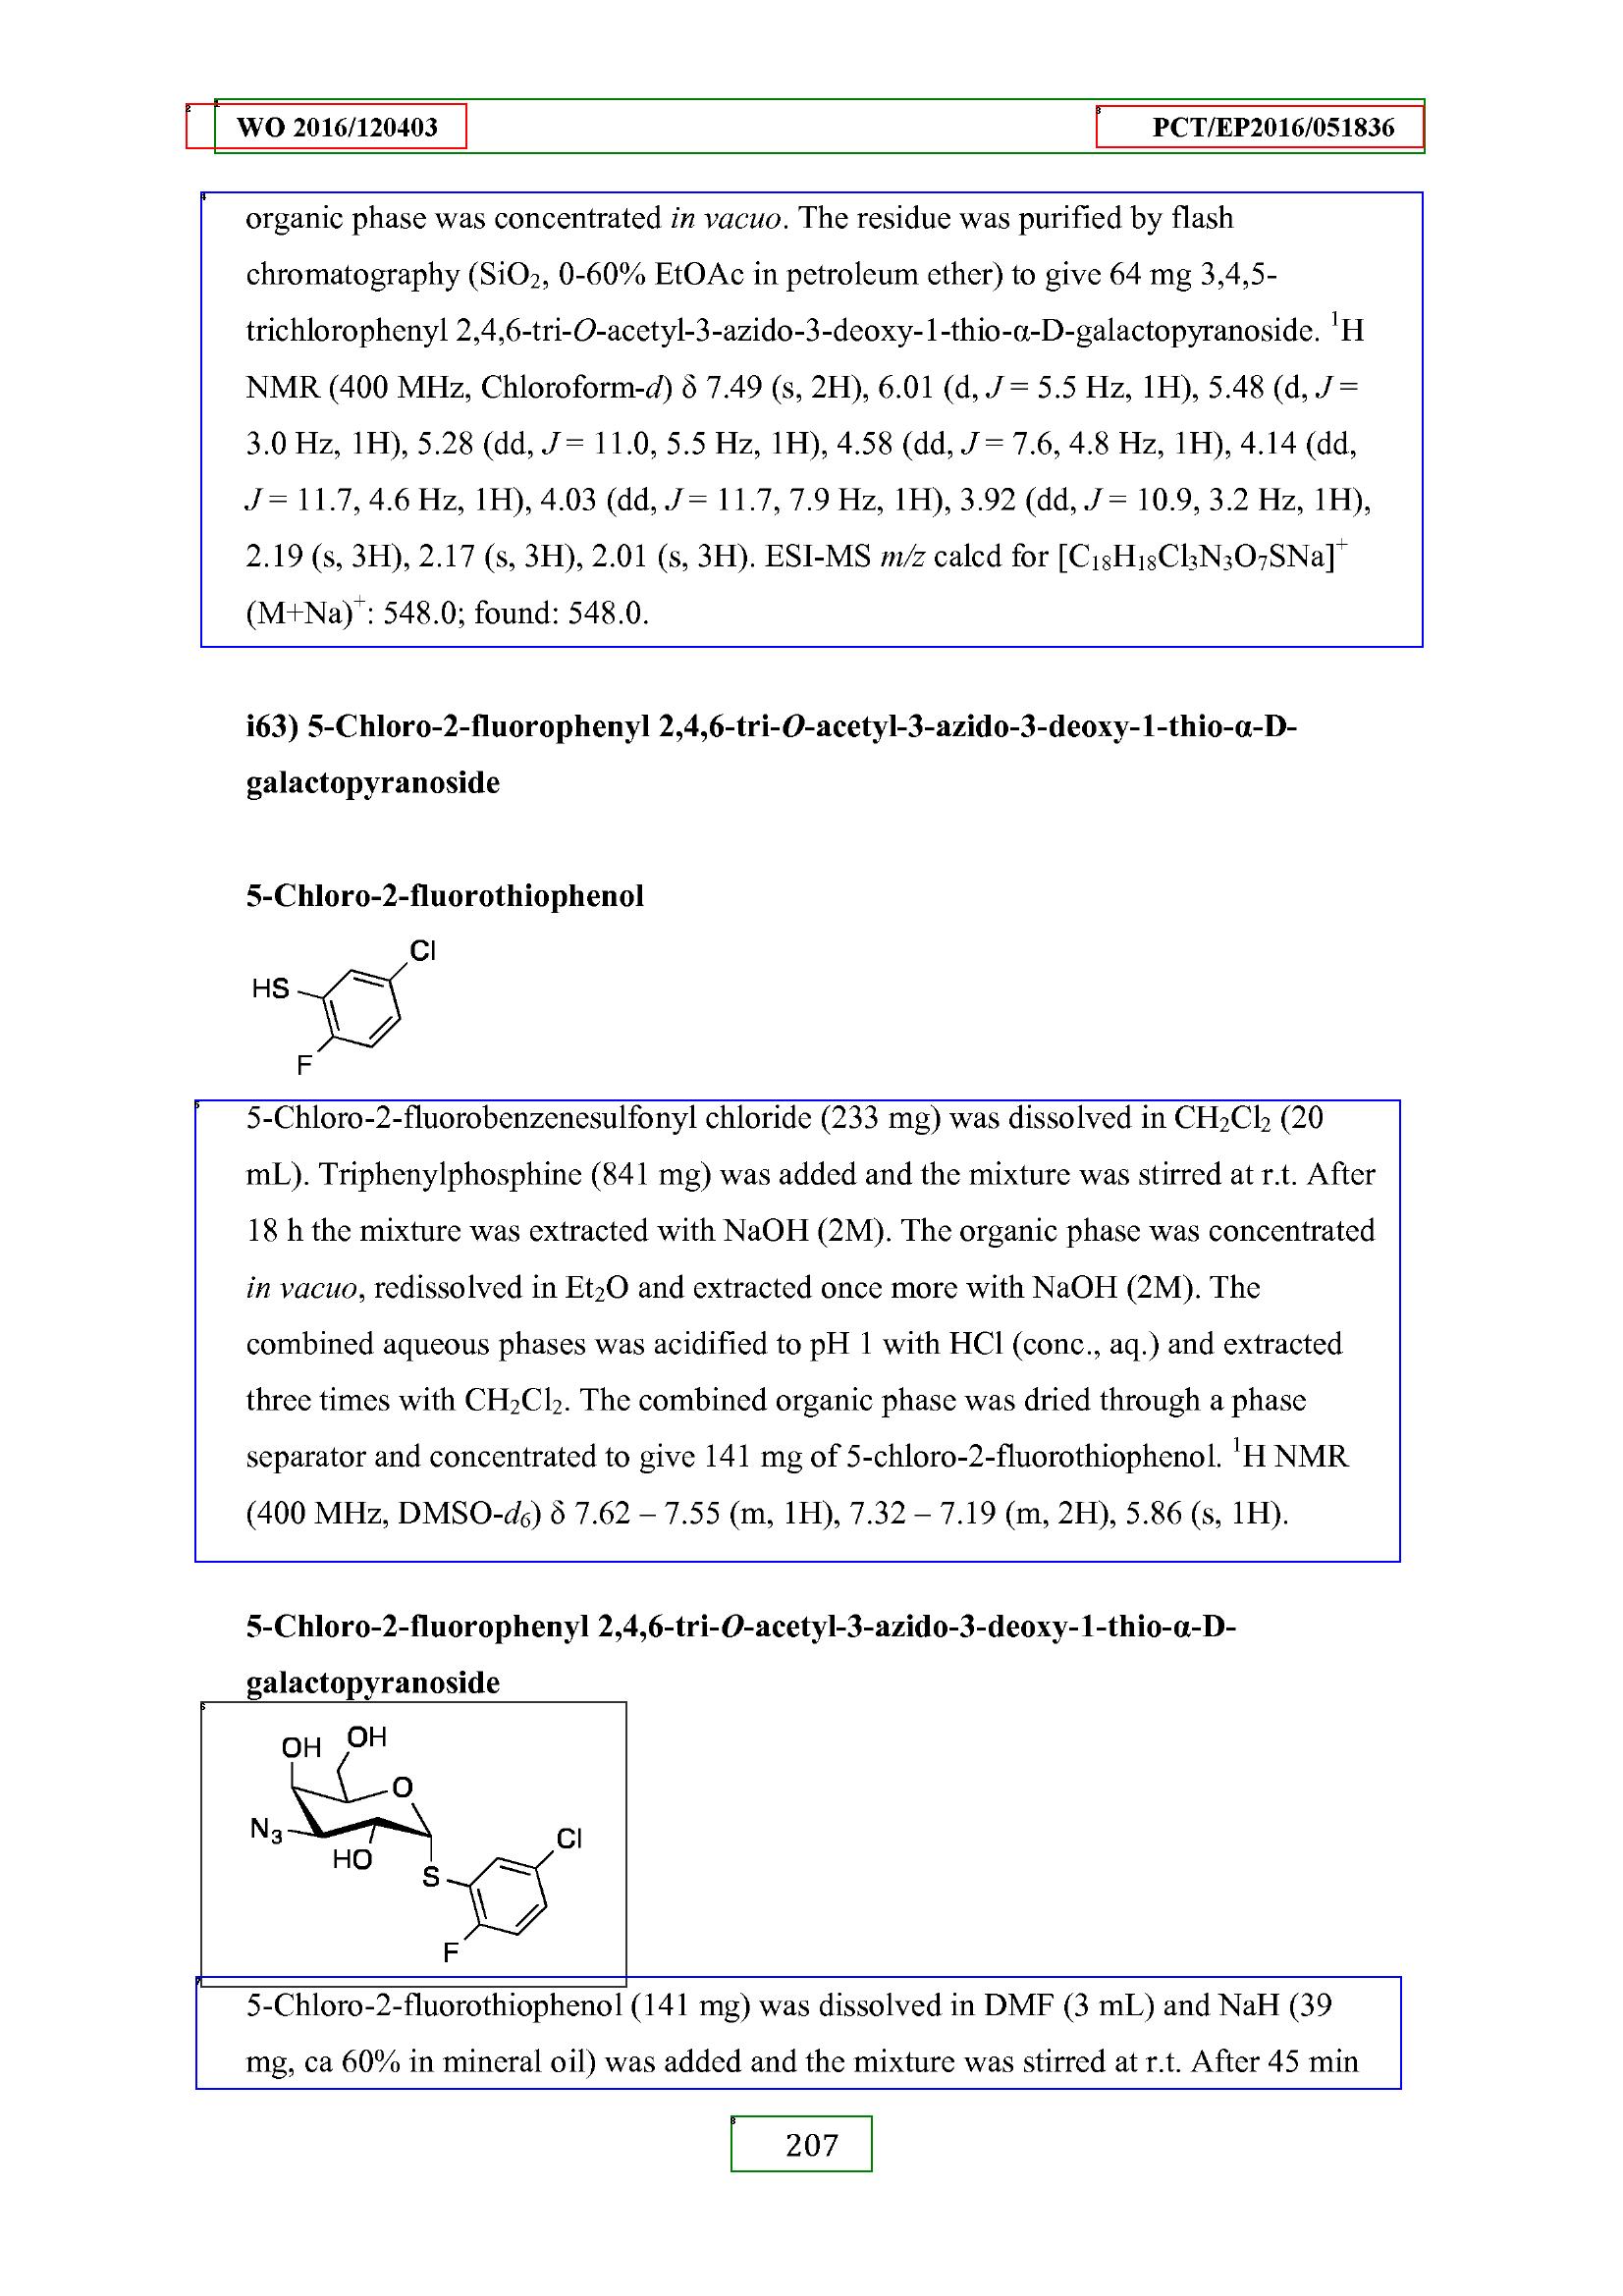 WO 2016/120403 PCT/EP2016/051836
organic phase was concentrated in vacuo. The residue was purified by flash
chromatography (SiO₂, 0-60% EtOAc in petroleum ether) to give 64 mg 3,4,5-
trichlorophenyl 2,4,6-tri-O-acetyl-3-azido-3-deoxy-1-thio-α-D-galactopyranoside. ¹H
NMR (400 MHz, Chloroform-d) δ 7.49 (s, 2H), 6.01 (d, J = 5.5 Hz, 1H), 5.48 (d, J =
3.0 Hz, 1H), 5.28 (dd, J = 11.0, 5.5 Hz, 1H), 4.58 (dd, J = 7.6, 4.8 Hz, 1H), 4.14 (dd,
J = 11.7, 4.6 Hz, 1H), 4.03 (dd, J = 11.7, 7.9 Hz, 1H), 3.92 (dd, J = 10.9, 3.2 Hz, 1H),
2.19 (s, 3H), 2.17 (s, 3H), 2.01 (s, 3H). ESI-MS m/z calcd for [C₁₈H₁₈Cl₃N₃O₇SNa]⁺
(M+Na)⁺: 548.0; found: 548.0.
i63) 5-Chloro-2-fluorophenyl 2,4,6-tri-O-acetyl-3-azido-3-deoxy-1-thio-α-D-
galactopyranoside
5-Chloro-2-fluorothiophenol
Cl
HS
F
5-Chloro-2-fluorobenzenesulfonyl chloride (233 mg) was dissolved in CH₂Cl₂ (20
mL). Triphenylphosphine (841 mg) was added and the mixture was stirred at r.t. After
18 h the mixture was extracted with NaOH (2M). The organic phase was concentrated
in vacuo, redissolved in Et₂O and extracted once more with NaOH (2M). The
combined aqueous phases was acidified to pH 1 with HCl (conc., aq.) and extracted
three times with CH₂Cl₂. The combined organic phase was dried through a phase
separator and concentrated to give 141 mg of 5-chloro-2-fluorothiophenol. ¹H NMR
(400 MHz, DMSO-d₆) δ 7.62 – 7.55 (m, 1H), 7.32 – 7.19 (m, 2H), 5.86 (s, 1H).
5-Chloro-2-fluorophenyl 2,4,6-tri-O-acetyl-3-azido-3-deoxy-1-thio-α-D-
galactopyranoside
OH OH
O
N₃
HO
Cl
S
F
5-Chloro-2-fluorothiophenol (141 mg) was dissolved in DMF (3 mL) and NaH (39
mg, ca 60% in mineral oil) was added and the mixture was stirred at r.t. After 45 min
207